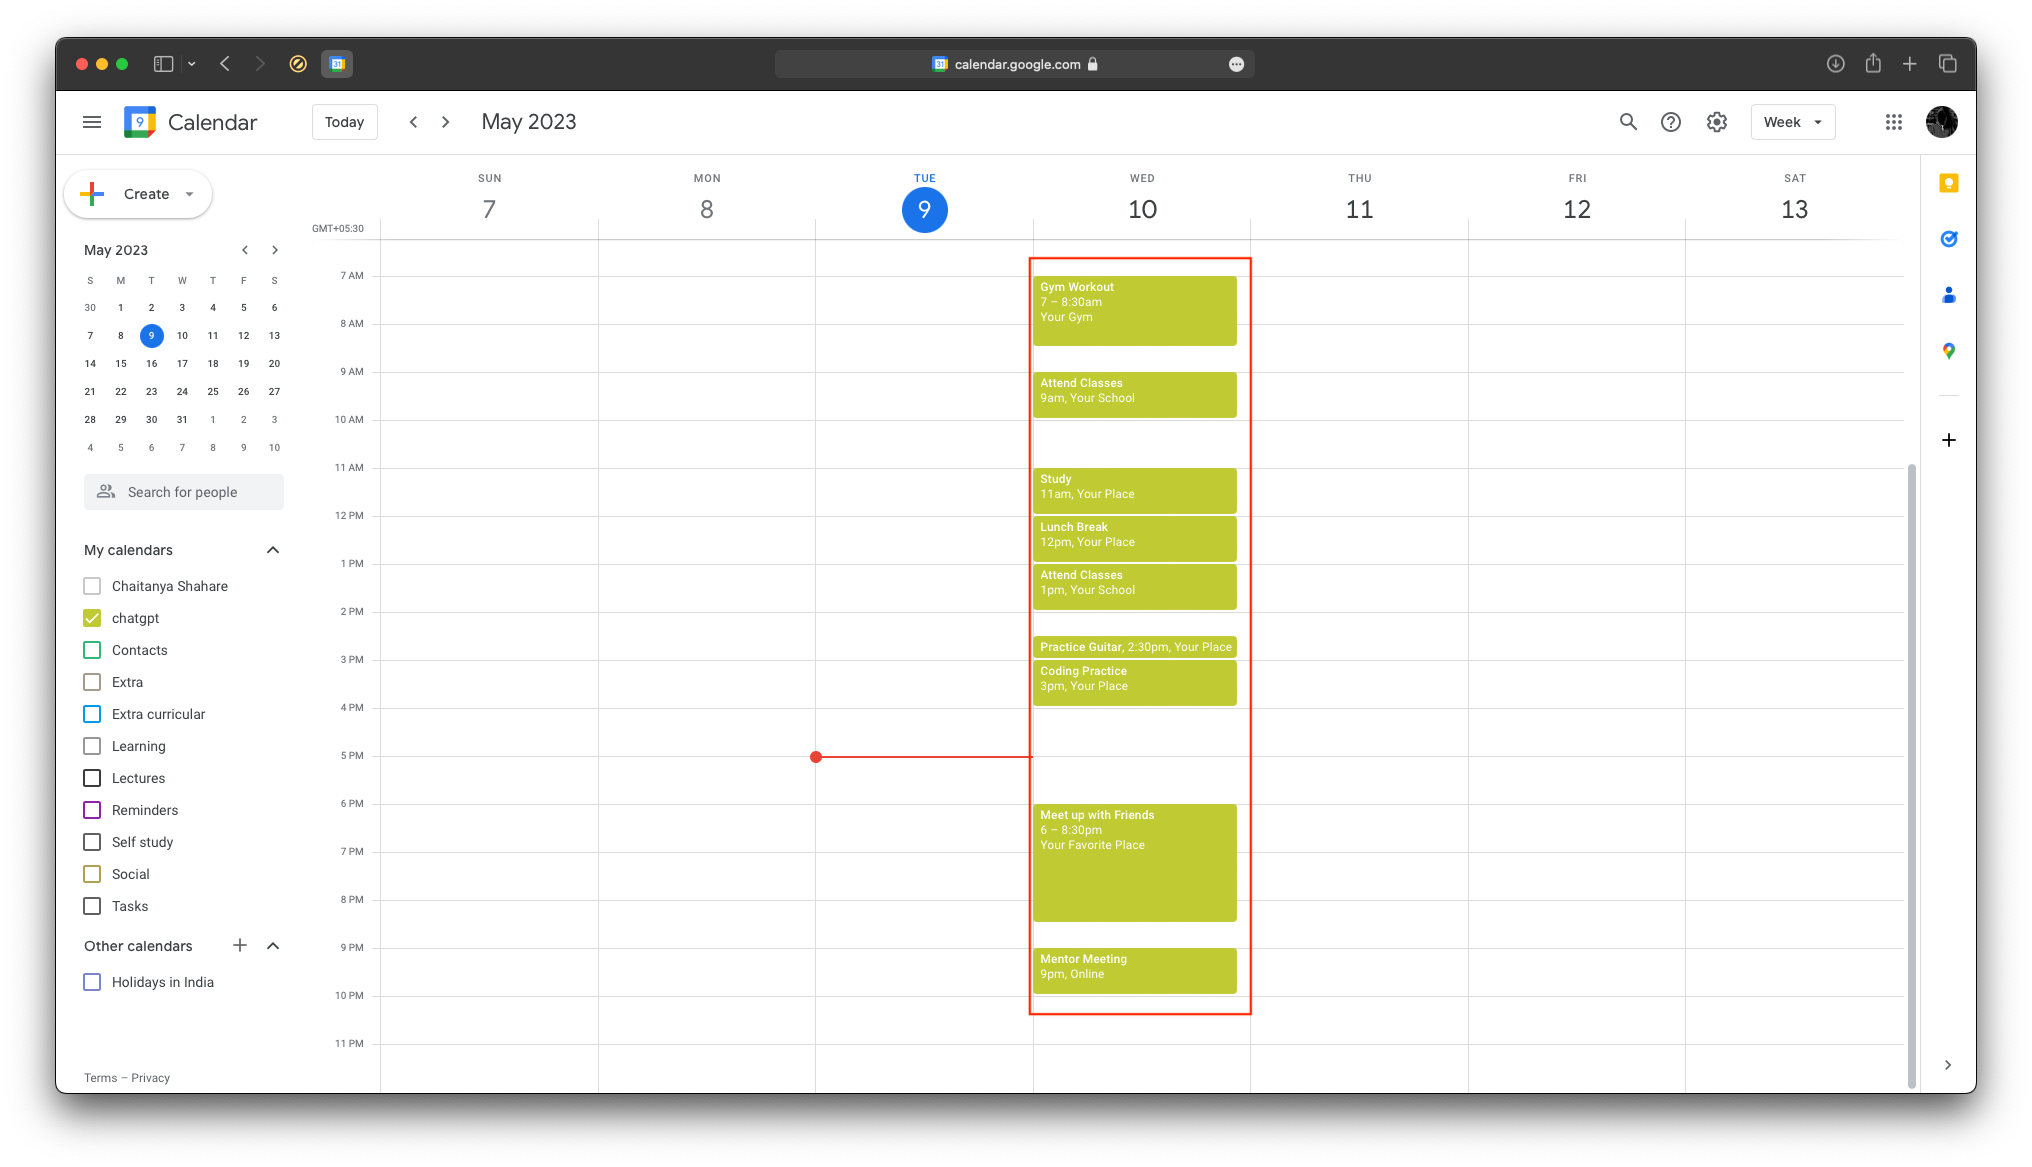 calendar.google.com
9
Calendar
Today
May 2023
Week
Create
SUN
MON
TUE
WED
THU
FRI
SAT
7
8
9
10
11
12
13
GMT+05:30
May 2023
S M T W T F S
30 1 2 3 4 5 6
7 8 9 10 11 12 13
14 15 16 17 18 19 20
21 22 23 24 25 26 27
28 29 30 31 1 2 3
4 5 6 7 8 9 10
Search for people
My calendars
Chaitanya Shahare
chatgpt
Contacts
Extra
Extra curricular
Learning
Lectures
Reminders
Self study
Social
Tasks
Other calendars
Holidays in India
Terms – Privacy
7 AM
8 AM
9 AM
10 AM
11 AM
12 PM
1 PM
2 PM
3 PM
4 PM
5 PM
6 PM
7 PM
8 PM
9 PM
10 PM
11 PM
Gym Workout
7 – 8:30am
Your Gym
Attend Classes
9am, Your School
Study
11am, Your Place
Lunch Break
12pm, Your Place
Attend Classes
1pm, Your School
Practice Guitar, 2:30pm, Your Place
Coding Practice
3pm, Your Place
Meet up with Friends
6 – 8:30pm
Your Favorite Place
Mentor Meeting
9pm, Online